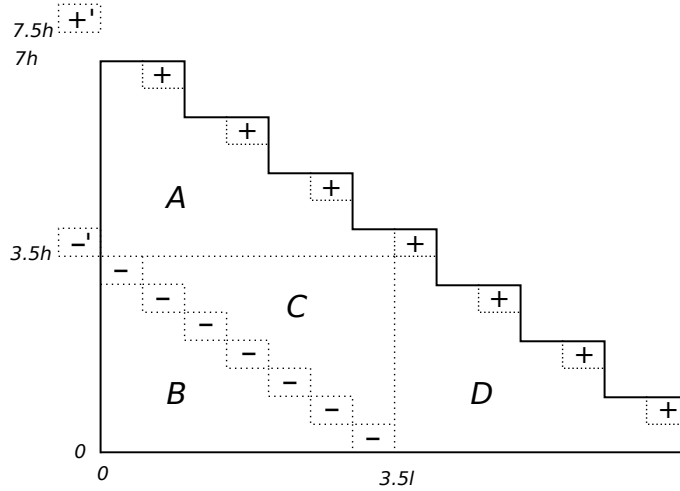 +'
7.5h
7h
+
+
+
A
-'
+
3.5h
-
-
C
+
-
-
+
B
-
D
-
+
-
0
0
3.5l